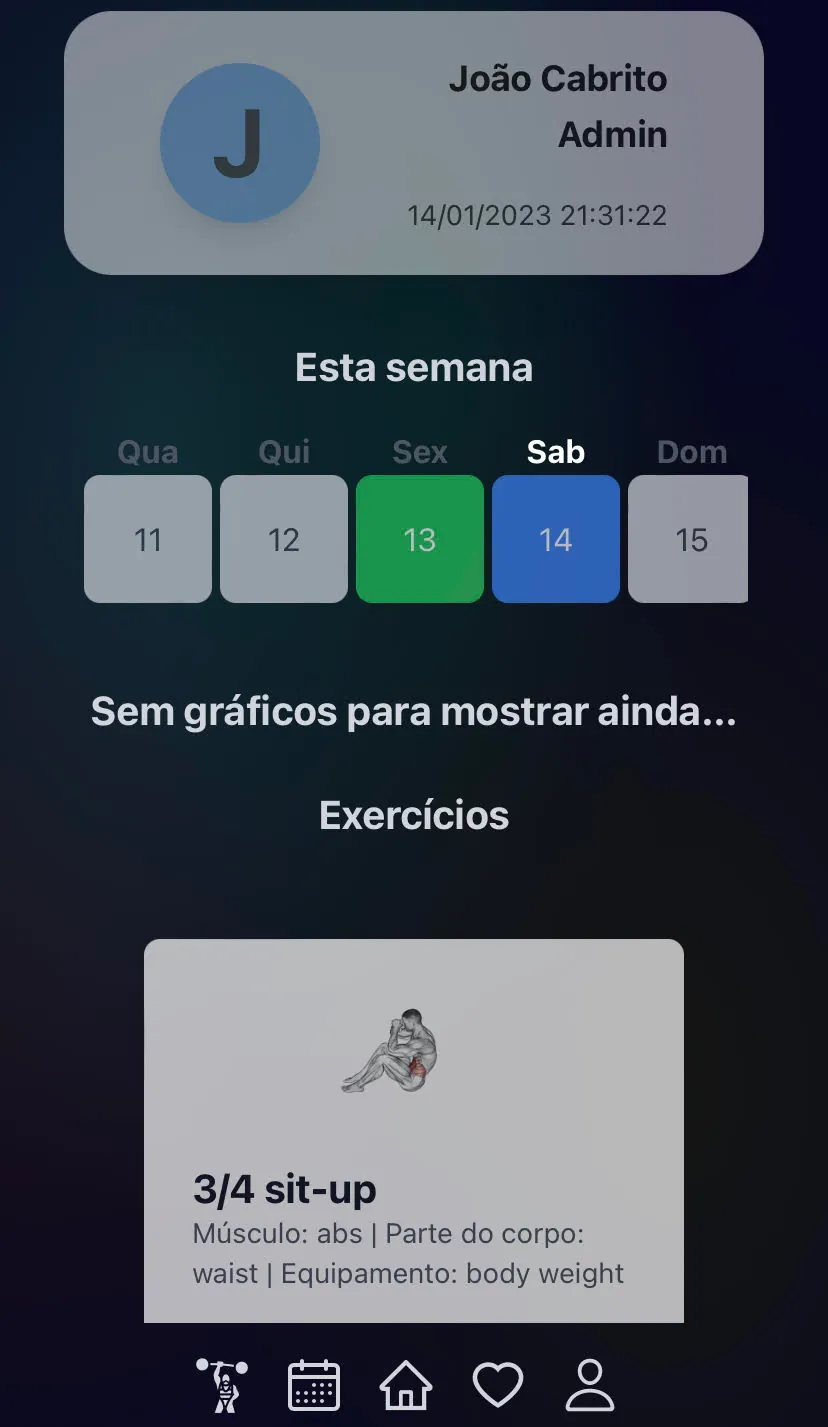 J
João Cabrito
Admin
14/01/2023 21:31:22
Esta semana
Qua Qui Sex Sab Dom
11 12 13 14 15
Sem gráficos para mostrar ainda...
Exercícios
3/4 sit-up
Músculo: abs | Parte do corpo:
waist | Equipamento: body weight